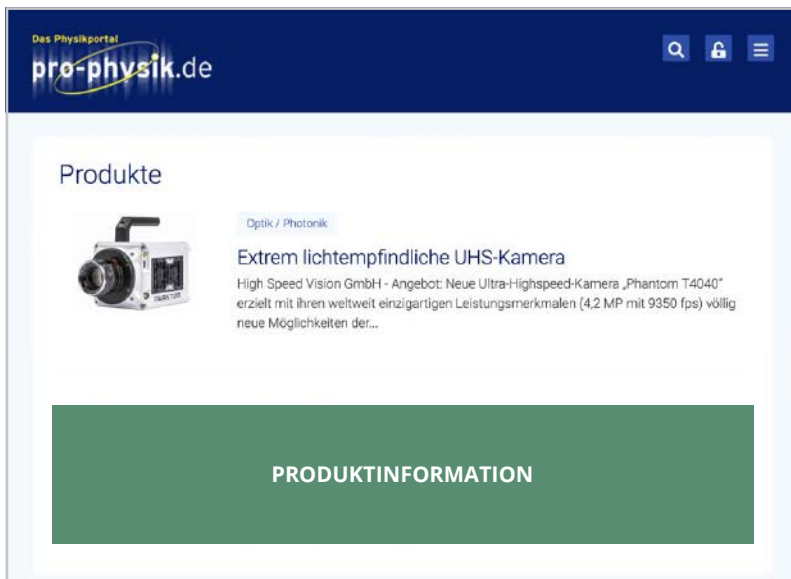 Das Physikportal
pro-physik.de
Produkte
Optik / Photonik
Extrem lichtempfindliche UHS-Kamera
High Speed Vision GmbH - Angebot: Neue Ultra-Highspeed-Kamera „Phantom T4040“
erzielt mit ihren weltweit einzigartigen Leistungsmerkmalen (4,2 MP mit 9350 fps) völlig
neue Möglichkeiten der...
PHANTOM
PRODUKTINFORMATION